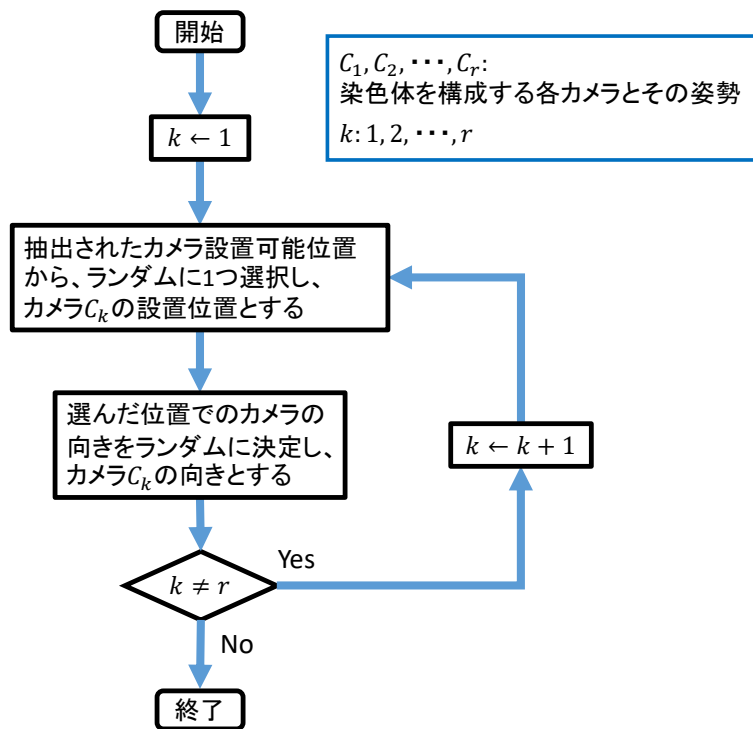 開始
C₁, C₂, ･･･, Cᵣ:
染色体を構成する各カメラとその姿勢
k: 1, 2, ･･･, r
k ← 1
抽出されたカメラ設置可能位置
から、ランダムに1つ選択し、
カメラCₖの設置位置とする
選んだ位置でのカメラの
向きをランダムに決定し、
カメラCₖの向きとする
k ← k + 1
k ≠ r
Yes
No
終了